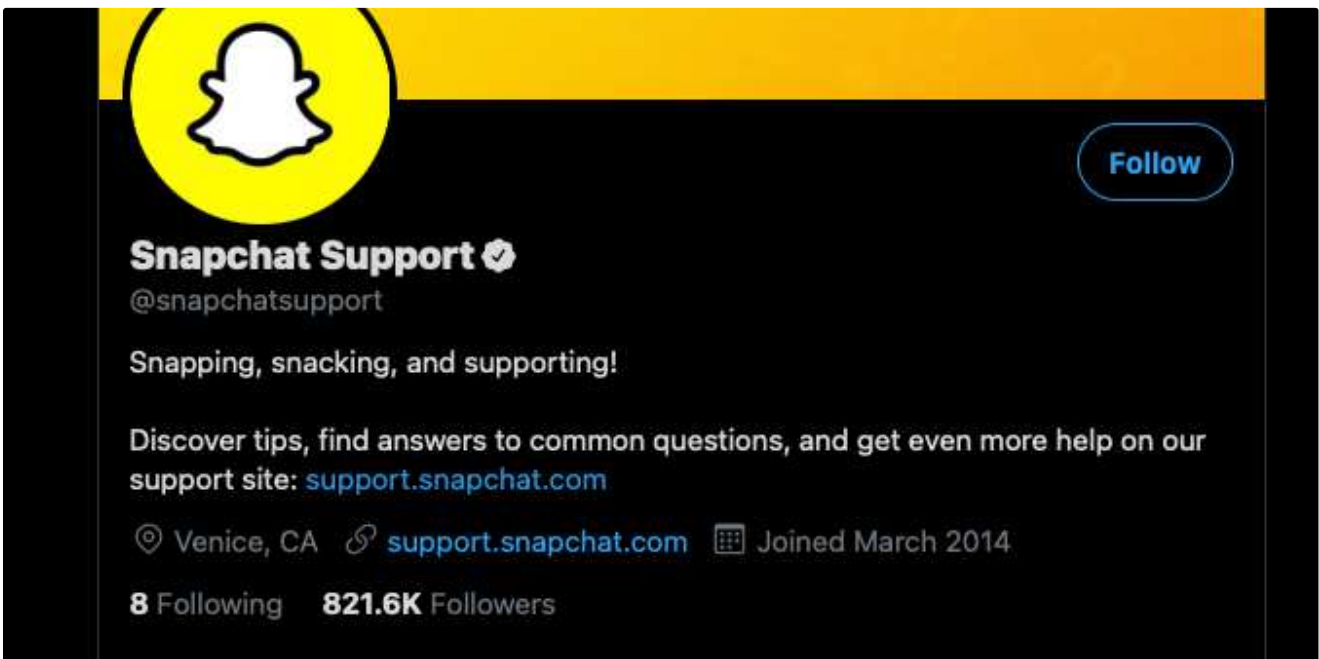 Follow
Snapchat Support
@snapchatsupport
Snapping, snacking, and supporting!
Discover tips, find answers to common questions, and get even more help on our
support site: support.snapchat.com
Venice, CA support.snapchat.com Joined March 2014
8 Following 821.6K Followers